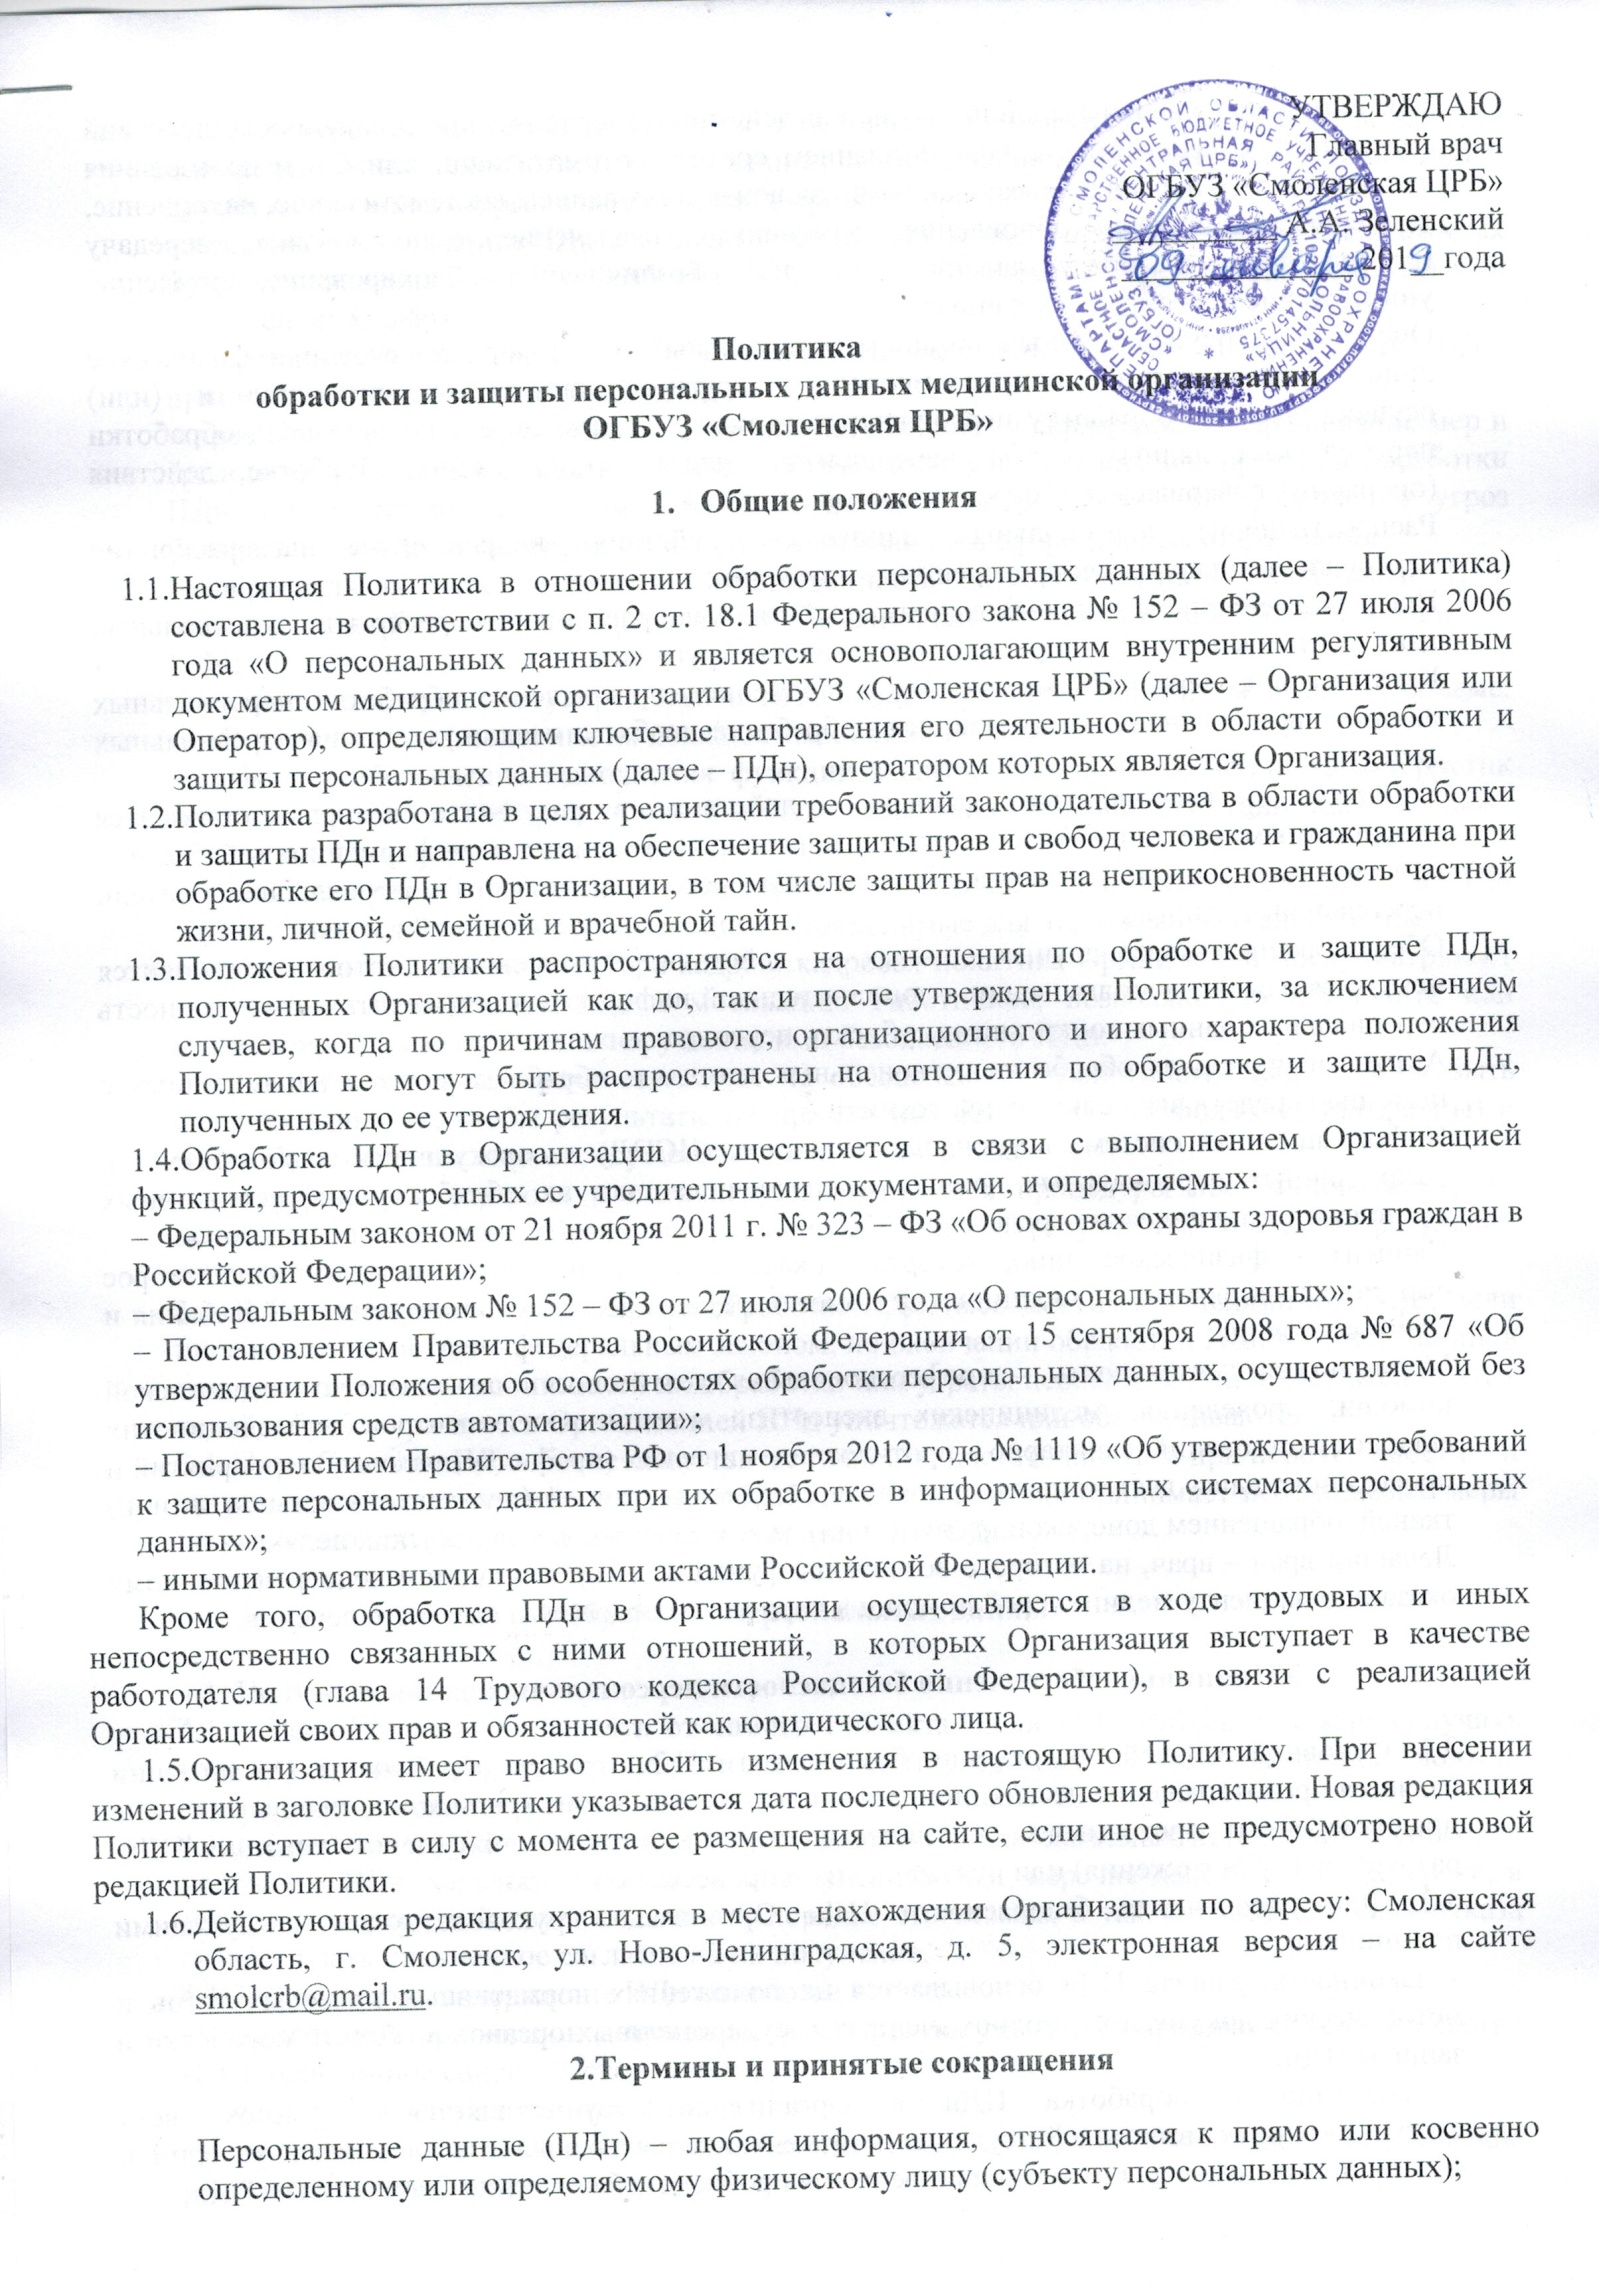 УТВЕРЖДАЮ
Главный врач
ОГБУЗ «Смоленская ЦРБ»
А.А. Зеленский
09 января 2019 года
Политика
обработки и защиты персональных данных медицинской организации
ОГБУЗ «Смоленская ЦРБ»
1. Общие положения
1.1.Настоящая Политика в отношении обработки персональных данных (далее – Политика)
составлена в соответствии с п. 2 ст. 18.1 Федерального закона № 152 – ФЗ от 27 июля 2006
года «О персональных данных» и является основополагающим внутренним регулятивным
документом медицинской организации ОГБУЗ «Смоленская ЦРБ» (далее – Организация или
Оператор), определяющим ключевые направления его деятельности в области обработки и
защиты персональных данных (далее – ПДн), оператором которых является Организация.
1.2.Политика разработана в целях реализации требований законодательства в области обработки
и защиты ПДн и направлена на обеспечение защиты прав и свобод человека и гражданина при
обработке его ПДн в Организации, в том числе защиты прав на неприкосновенность частной
жизни, личной, семейной и врачебной тайн.
1.3.Положения Политики распространяются на отношения по обработке и защите ПДн,
полученных Организацией как до, так и после утверждения Политики, за исключением
случаев, когда по причинам правового, организационного и иного характера положения
Политики не могут быть распространены на отношения по обработке и защите ПДн,
полученных до ее утверждения.
1.4.Обработка ПДн в Организации осуществляется в связи с выполнением Организацией
функций, предусмотренных ее учредительными документами, и определяемых:
– Федеральным законом от 21 ноября 2011 г. № 323 – ФЗ «Об основах охраны здоровья граждан в
Российской Федерации»;
– Федеральным законом № 152 – ФЗ от 27 июля 2006 года «О персональных данных»;
– Постановлением Правительства Российской Федерации от 15 сентября 2008 года № 687 «Об
утверждении Положения об особенностях обработки персональных данных, осуществляемой без
использования средств автоматизации»;
– Постановлением Правительства РФ от 1 ноября 2012 года № 1119 «Об утверждении требований
к защите персональных данных при их обработке в информационных системах персональных
данных»;
– иными нормативными правовыми актами Российской Федерации.
Кроме того, обработка ПДн в Организации осуществляется в ходе трудовых и иных
непосредственно связанных с ними отношений, в которых Организация выступает в качестве
работодателя (глава 14 Трудового кодекса Российской Федерации), в связи с реализацией
Организацией своих прав и обязанностей как юридического лица.
1.5.Организация имеет право вносить изменения в настоящую Политику. При внесении
изменений в заголовке Политики указывается дата последнего обновления редакции. Новая редакция
Политики вступает в силу с момента ее размещения на сайте, если иное не предусмотрено новой
редакцией Политики.
1.6.Действующая редакция хранится в месте нахождения Организации по адресу: Смоленская
область, г. Смоленск, ул. Ново-Ленинградская, д. 5, электронная версия – на сайте
smolcrb@mail.ru.
2.Термины и принятые сокращения
Персональные данные (ПДн) – любая информация, относящаяся к прямо или косвенно
определенному или определяемому физическому лицу (субъекту персональных данных);